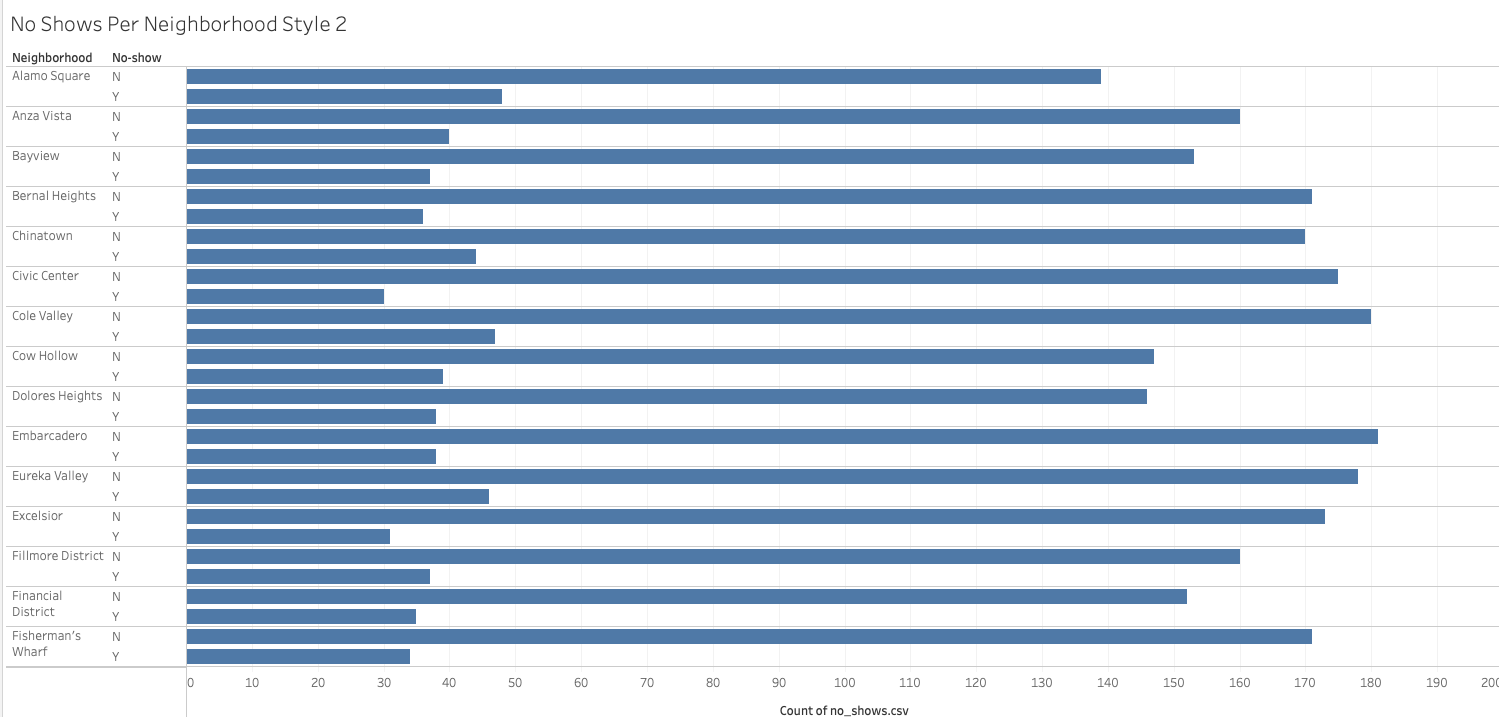 No Shows Per Neighborhood Style 2
Neighborhood No-show
Alamo Square N
Y
Anza Vista N
Y
Bayview N
Y
Bernal Heights N
Y
Chinatown N
Y
Civic Center N
Y
Cole Valley N
Y
Cow Hollow N
Y
Dolores Heights N
Y
Embarcadero N
Y
Eureka Valley N
Y
Excelsior N
Y
Fillmore District N
Y
Financial N
District Y
Fisherman's N
Wharf Y
0 10 20 30 40 50 60 70 80 90 100 110 120 130 140 150 160 170 180 190 200
Count of no_shows.csv